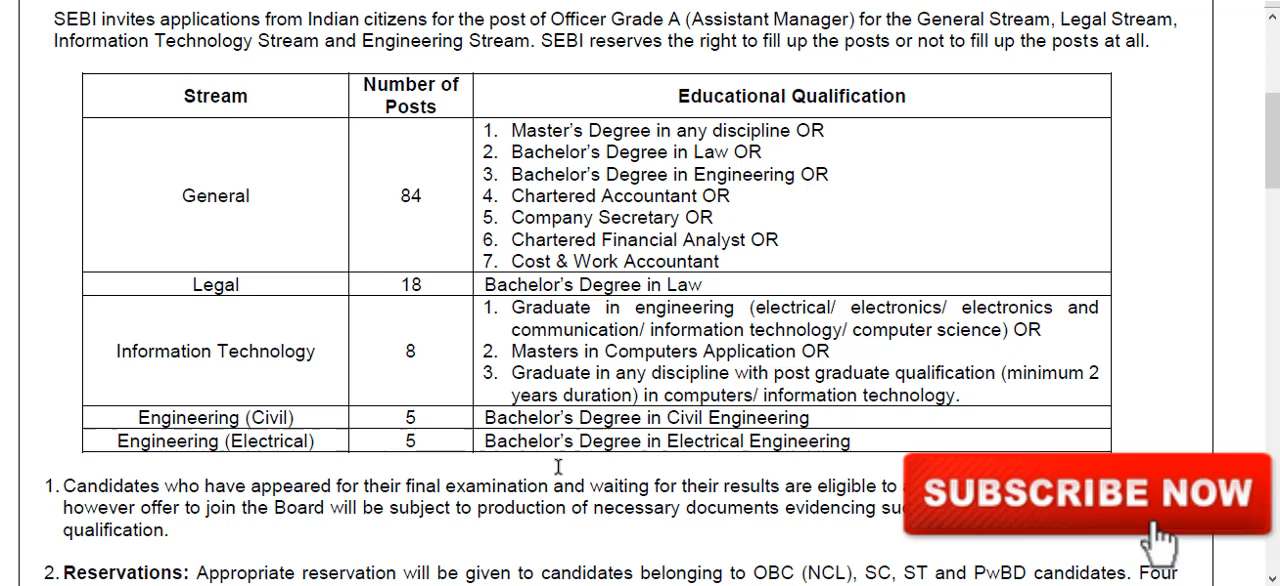 SEBI invites applications from Indian citizens for the post of Officer Grade A (Assistant Manager) for the General Stream, Legal Stream,
Information Technology Stream and Engineering Stream. SEBI reserves the right to fill up the posts or not to fill up the posts at all.
Stream
Number of
Posts
Educational Qualification
General
84
1. Master's Degree in any discipline OR
2. Bachelor's Degree in Law OR
3. Bachelor's Degree in Engineering OR
4. Chartered Accountant OR
5. Company Secretary OR
6. Chartered Financial Analyst OR
7. Cost & Work Accountant
Legal
18
Bachelor's Degree in Law
Information Technology
8
1. Graduate in engineering (electrical/ electronics/ electronics and
communication/ information technology/ computer science) OR
2. Masters in Computers Application OR
3. Graduate in any discipline with post graduate qualification (minimum 2
years duration) in computers/ information technology.
Engineering (Civil)
5
Bachelor's Degree in Civil Engineering
Engineering (Electrical)
5
Bachelor's Degree in Electrical Engineering
1. Candidates who have appeared for their final examination and waiting for their results are eligible to
however offer to join the Board will be subject to production of necessary documents evidencing
qualification.
SUBSCRIBE NOW
2. Reservations: Appropriate reservation will be given to candidates belonging to OBC (NCL), SC, ST and PwBD candidates. Four